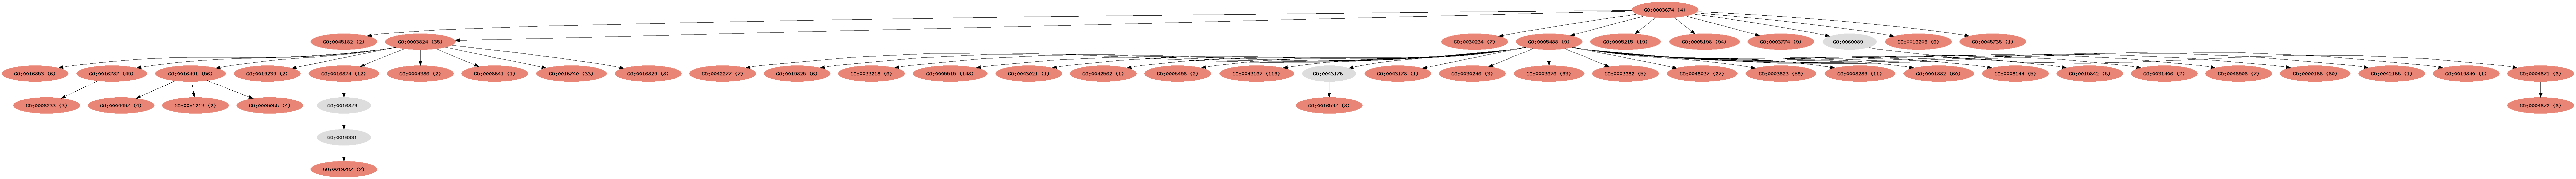 GO:0003674 (4)
GO:0045182 (2)
GO:0003824 (35)
GO:0030234 (7)
GO:0005488 (9)
GO:0005215 (19)
GO:0005198 (94)
GO:0003774 (9)
GO:0060089
GO:0016209 (6)
GO:0045735 (1)
GO:0016853 (6)
GO:0016787 (49)
GO:0016491 (56)
GO:0019239 (2)
GO:0016874 (12)
GO:0004386 (2)
GO:0008641 (1)
GO:0016740 (33)
GO:0016829 (8)
GO:0042277 (7)
GO:0019825 (6)
GO:0033218 (6)
GO:0005515 (148)
GO:0043021 (1)
GO:0042562 (1)
GO:0005496 (2)
GO:0043167 (119)
GO:0043176
GO:0043178 (1)
GO:0030246 (3)
GO:0003676 (93)
GO:0003682 (5)
GO:0048037 (27)
GO:0003823 (59)
GO:0008289 (11)
GO:0001882 (60)
GO:0008144 (5)
GO:0019842 (5)
GO:0031406 (7)
GO:0046906 (7)
GO:0000166 (80)
GO:0042165 (1)
GO:0019840 (1)
GO:0004871 (6)
GO:0008233 (3)
GO:0004497 (4)
GO:0051213 (2)
GO:0009055 (4)
GO:0016879
GO:0016597 (8)
GO:0004872 (6)
GO:0016881
GO:0019787 (2)